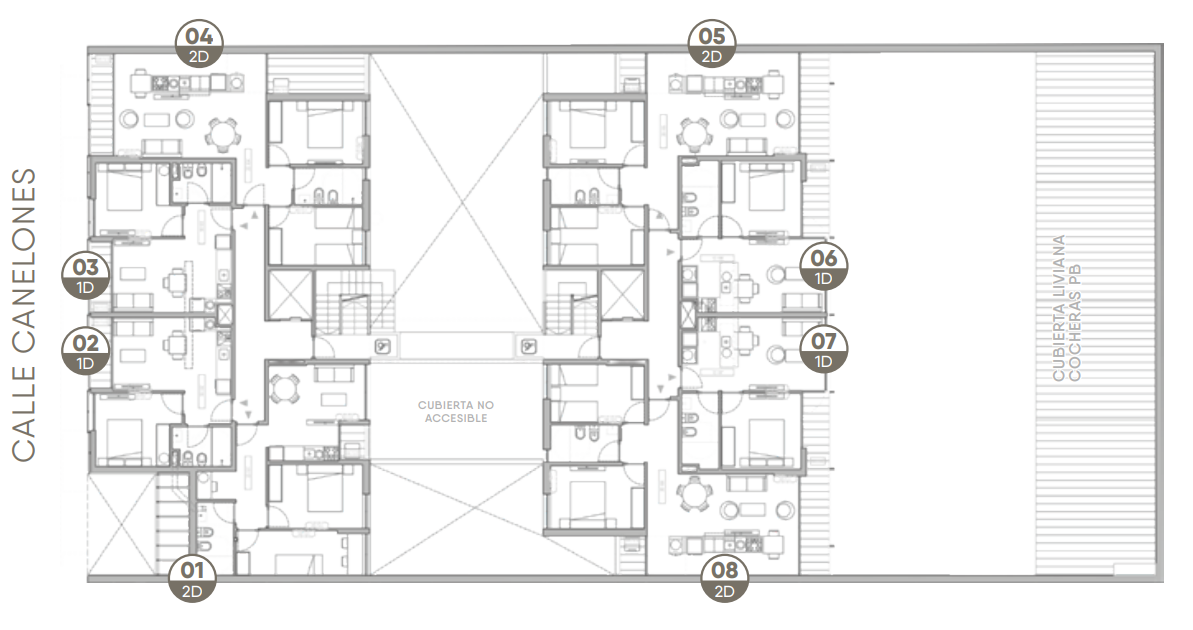 04
2D
05
2D
CALLE CANELONES
03
1D
06
1D
02
1D
07
1D
CUBIERTA LIVIANA
COCHERAS PB
CUBIERTA NO
ACCESIBLE
01
2D
08
2D